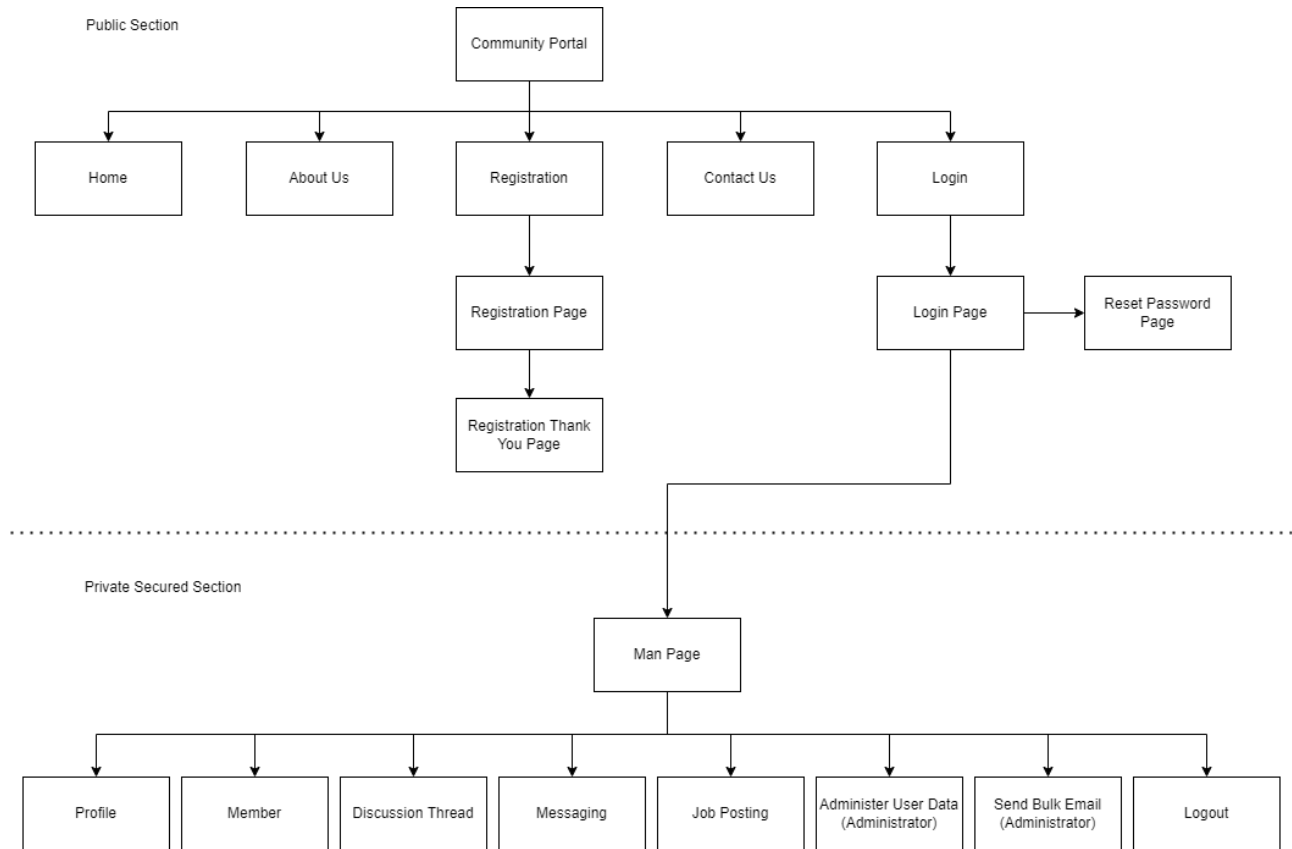 Public Section
Community Portal
Home
About Us
Registration
Contact Us
Login
Registration Page
Login Page
Reset Password
Page
Registration Thank
You Page
Private Secured Section
Man Page
Profile
Member
Discussion Thread
Messaging
Job Posting
Administer User Data
(Administrator)
Send Bulk Email
(Administrator)
Logout